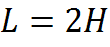 L = 2H